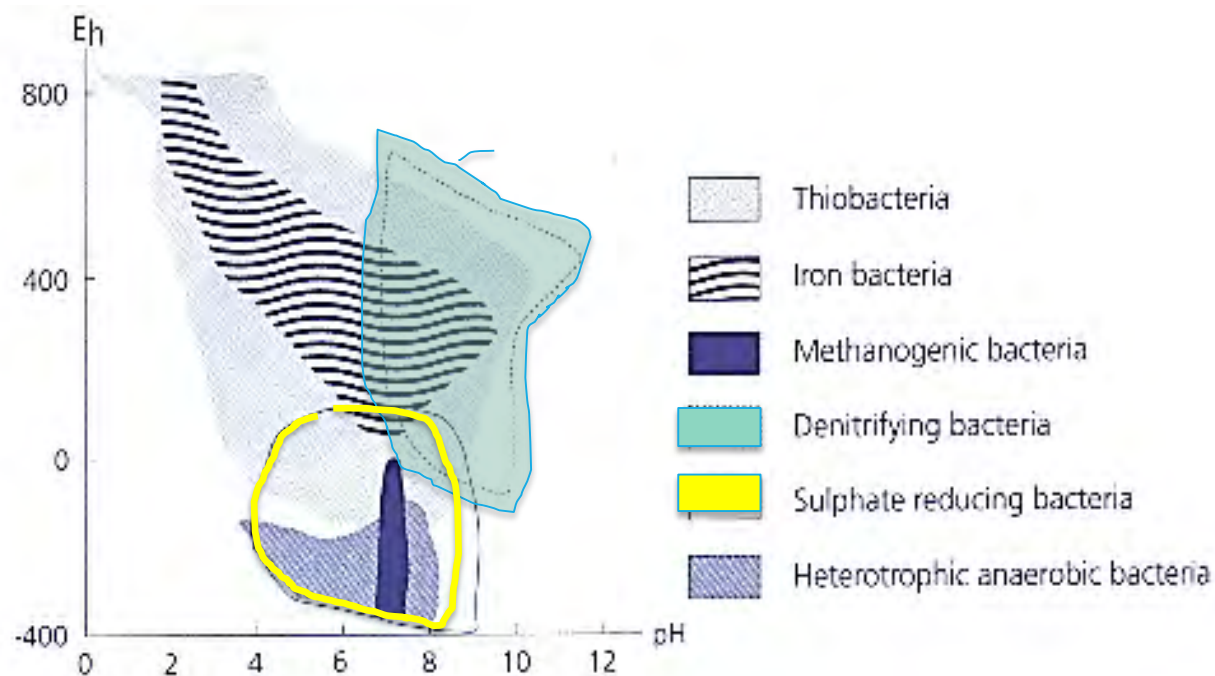 Eh
800
400
0
-400
0 2 4 6 8 10 12
pH
Thiobacteria
Iron bacteria
Methanogenic bacteria
Denitrifying bacteria
Sulphate reducing bacteria
Heterotrophic anaerobic bacteria